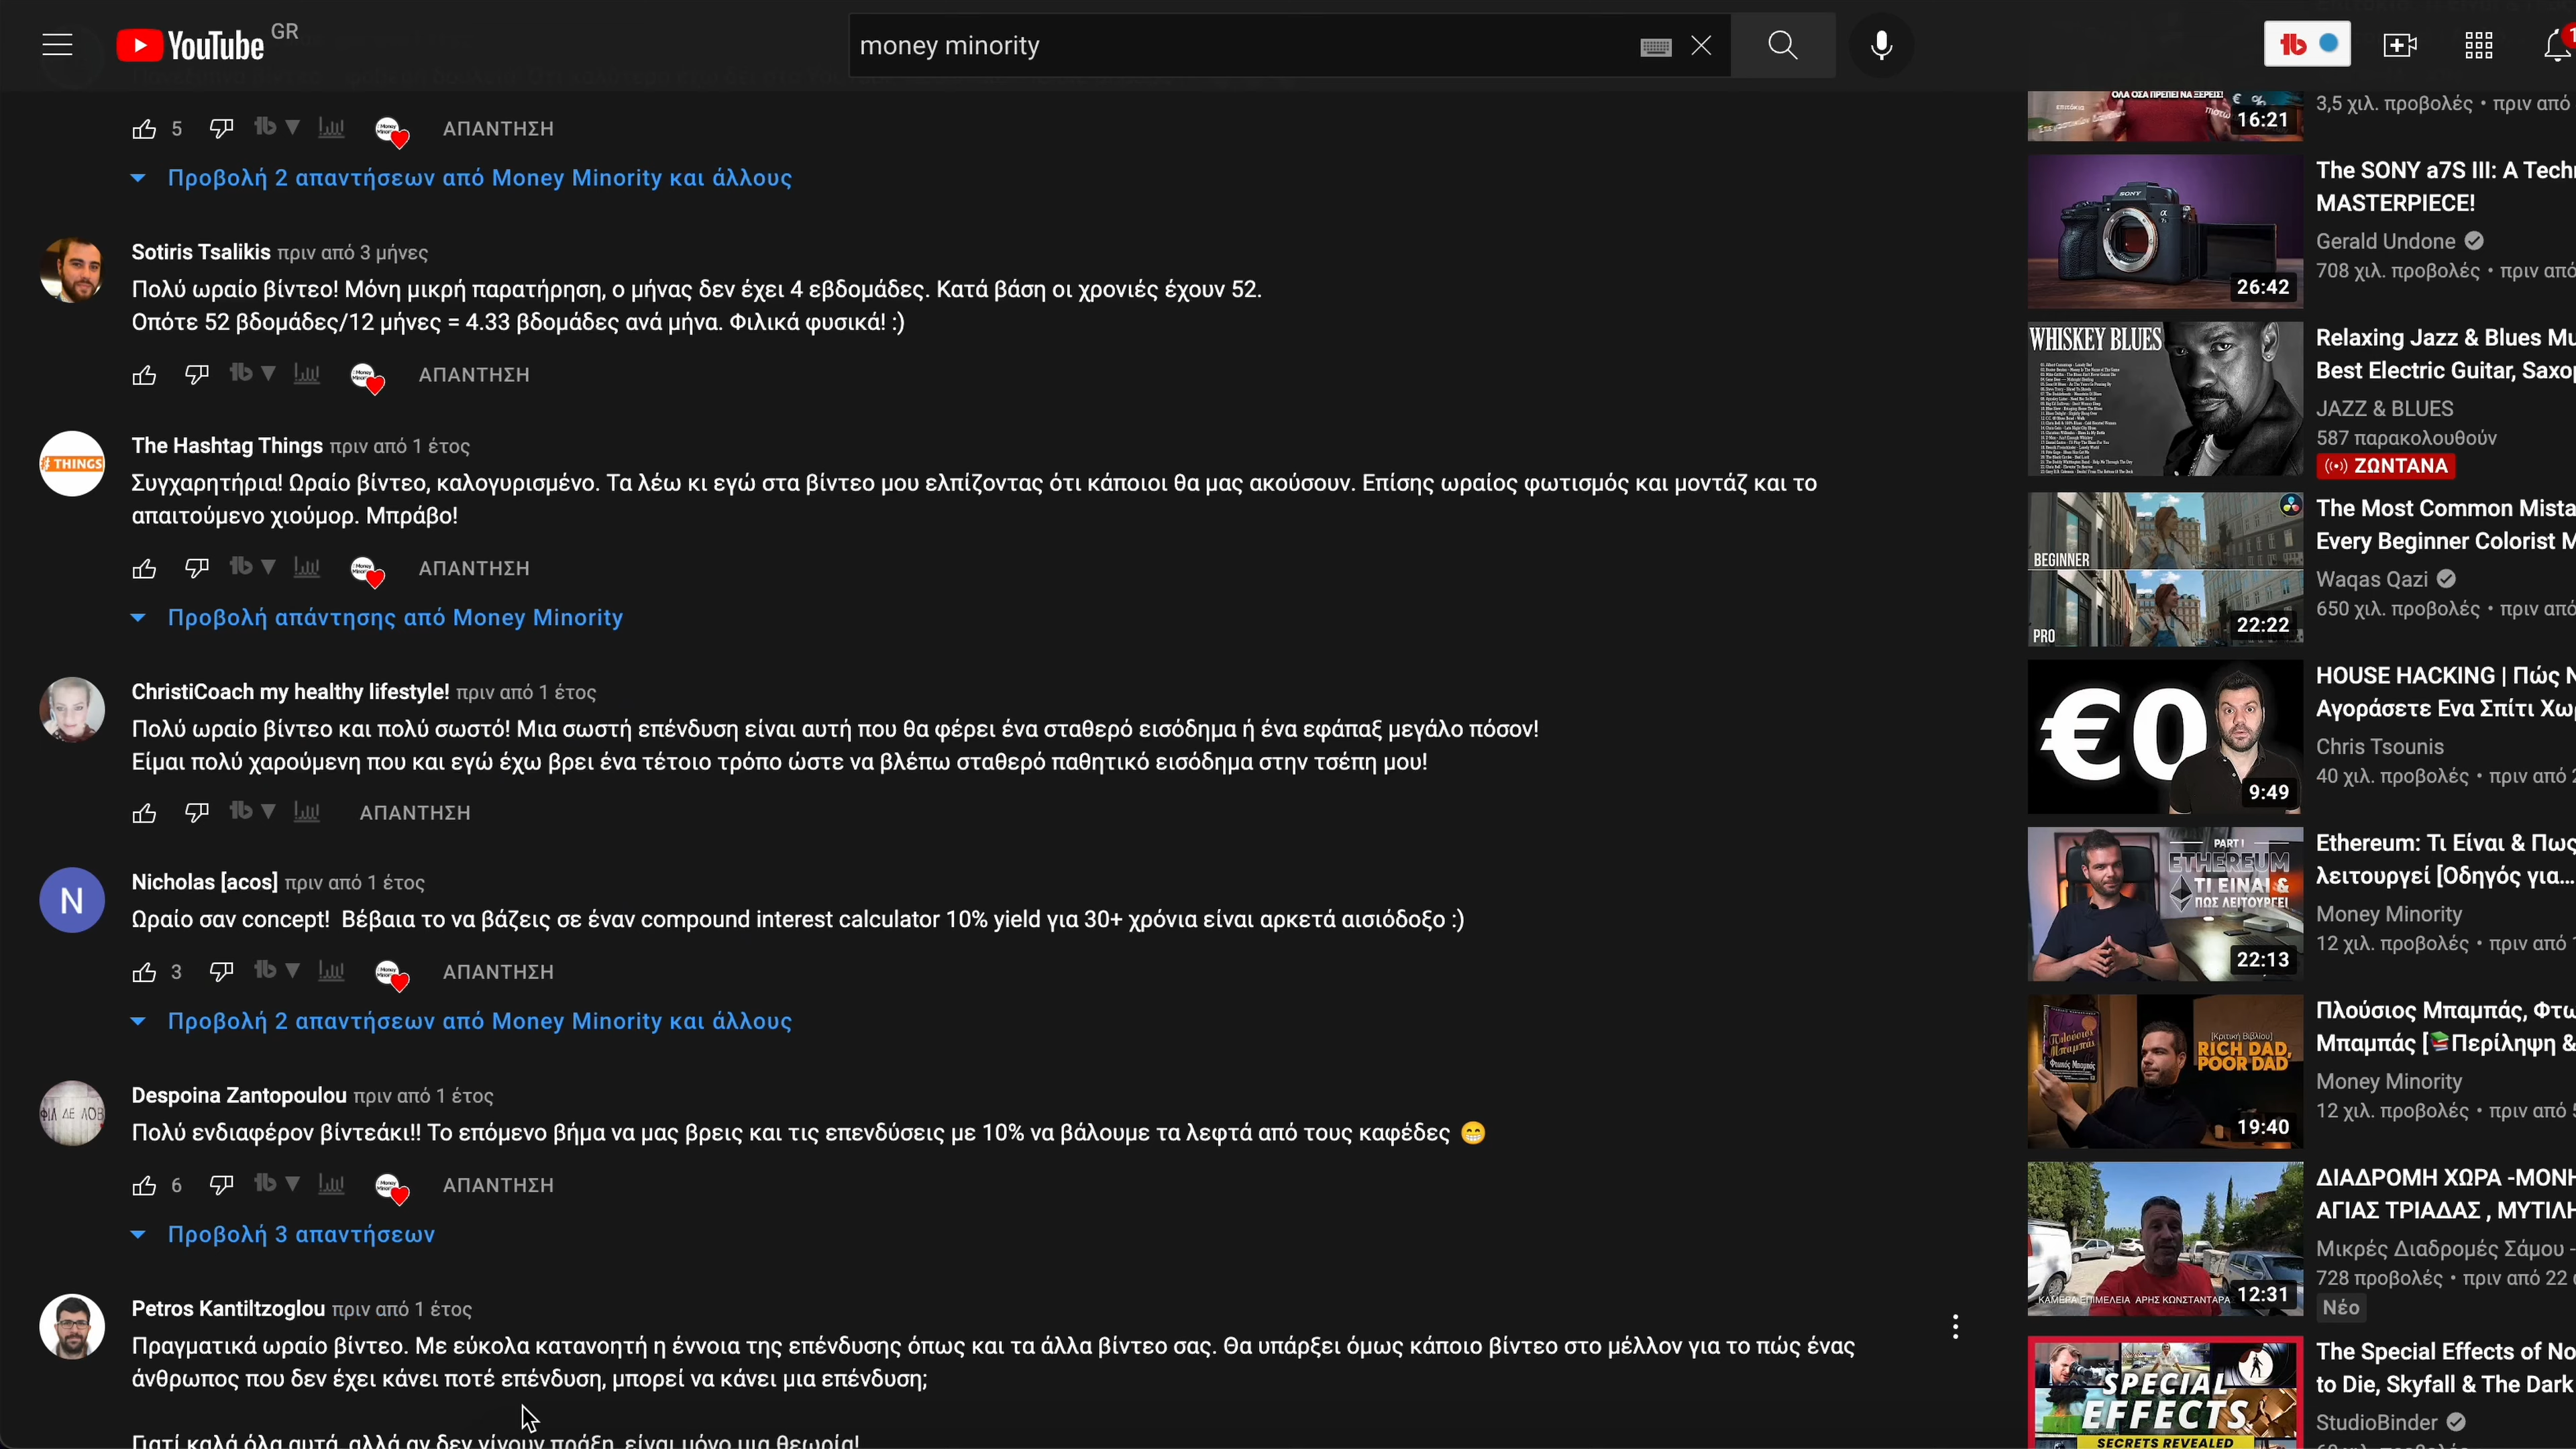 YouTube GR
money minority
5 ΑΠΑΝΤΗΣΗ
Προβολή 2 απαντήσεων από Money Minority και άλλους
Sotiris Tsalikis πριν από 3 μήνες
Πολύ ωραίο βίντεο! Μόνη μικρή παρατήρηση, ο μήνας δεν έχει 4 εβδομάδες. Κατά βάση οι χρονιές έχουν 52.
Οπότε 52 βδομάδες/12 μήνες = 4.33 βδομάδες ανά μήνα. Φιλικά φυσικά! :)
ΑΠΑΝΤΗΣΗ
# THINGS
The Hashtag Things πριν από 1 έτος
Συγχαρητήρια! Ωραίο βίντεο, καλογυρισμένο. Τα λέω κι εγώ στα βίντεο μου ελπίζοντας ότι κάποιοι θα μας ακούσουν. Επίσης ωραίος φωτισμός και μοντάζ και το
απαιτούμενο χιούμορ. Μπράβο!
ΑΠΑΝΤΗΣΗ
Προβολή απάντησης από Money Minority
ChristiCoach my healthy lifestyle! πριν από 1 έτος
Πολύ ωραίο βίντεο και πολύ σωστό! Μια σωστή επένδυση είναι αυτή που θα φέρει ένα σταθερό εισόδημα ή ένα εφάπαξ μεγάλο πόσον!
Είμαι πολύ χαρούμενη που και εγώ έχω βρει ένα τέτοιο τρόπο ώστε να βλέπω σταθερό παθητικό εισόδημα στην τσέπη μου!
ΑΠΑΝΤΗΣΗ
N
Nicholas [acos] πριν από 1 έτος
Ωραίο σαν concept! Βέβαια το να βάζεις σε έναν compound interest calculator 10% yield για 30+ χρόνια είναι αρκετά αισιόδοξο :)
3 ΑΠΑΝΤΗΣΗ
Προβολή 2 απαντήσεων από Money Minority και άλλους
Despoina Zantopoulou πριν από 1 έτος
Πολύ ενδιαφέρον βίντεάκι!! Το επόμενο βήμα να μας βρεις και τις επενδύσεις με 10% να βάλουμε τα λεφτά από τους καφέδες 😁
6 ΑΠΑΝΤΗΣΗ
Προβολή 3 απαντήσεων
Petros Kantiltzoglou πριν από 1 έτος
Πραγματικά ωραίο βίντεο. Με εύκολα κατανοητή η έννοια της επένδυσης όπως και τα άλλα βίντεο σας. Θα υπάρξει όμως κάποιο βίντεο στο μέλλον για το πώς ένας
άνθρωπος που δεν έχει κάνει ποτέ επένδυση, μπορεί να κάνει μια επένδυση;
Γιατί καλά όλα αυτά, αλλά αν δεν γίνουν πράξη, είναι μόνο μια θεωρία!
ΟΛΑ ΟΣΑ ΠΡΕΠΕΙ ΝΑ ΞΕΡΕΙΣ!
16:21
3,5 χιλ. προβολές • πριν από
SONY
26:42
The SONY a7S III: A Tech
MASTERPIECE!
Gerald Undone
708 χιλ. προβολές • πριν από
WHISKEY BLUES
Relaxing Jazz & Blues Mu
Best Electric Guitar, Saxo
JAZZ & BLUES
587 παρακολουθούν
ΖΩΝΤΑΝΑ
BEGINNER
PRO
22:22
The Most Common Mista
Every Beginner Colorist M
Waqas Qazi
650 χιλ. προβολές • πριν από
€0
9:49
HOUSE HACKING | Πώς Ν
Αγοράσετε Ενα Σπίτι Χω
Chris Tsounis
40 χιλ. προβολές • πριν από 2
PART I
ETHEREUM
ΤΙ ΕΙΝΑΙ &
ΠΩΣ ΛΕΙΤΟΥΡΓΕΙ
22:13
Ethereum: Τι Είναι & Πως
λειτουργεί [Οδηγός για...
Money Minority
12 χιλ. προβολές • πριν από 1
[Κριτική Βιβλίου]
RICH DAD,
POOR DAD
19:40
Πλούσιος Μπαμπάς, Φτω
Μπαμπάς [📚Περίληψη &
Money Minority
12 χιλ. προβολές • πριν από 5
ΚΑΜΕΡΑ ΕΠΙΜΕΛΕΙΑ ΑΡΗΣ ΚΩΝΣΤΑΝΤΑΡΑ
12:31
ΔΙΑΔΡΟΜΗ ΧΩΡΑ -ΜΟΝΗ
ΑΓΙΑΣ ΤΡΙΑΔΑΣ , ΜΥΤΙΛΗ
Μικρές Διαδρομές Σάμου -
728 προβολές • πριν από 22
Νέο
SPECIAL
EFFECTS
SECRETS REVEALED
The Special Effects of No
to Die, Skyfall & The Dark
StudioBinder